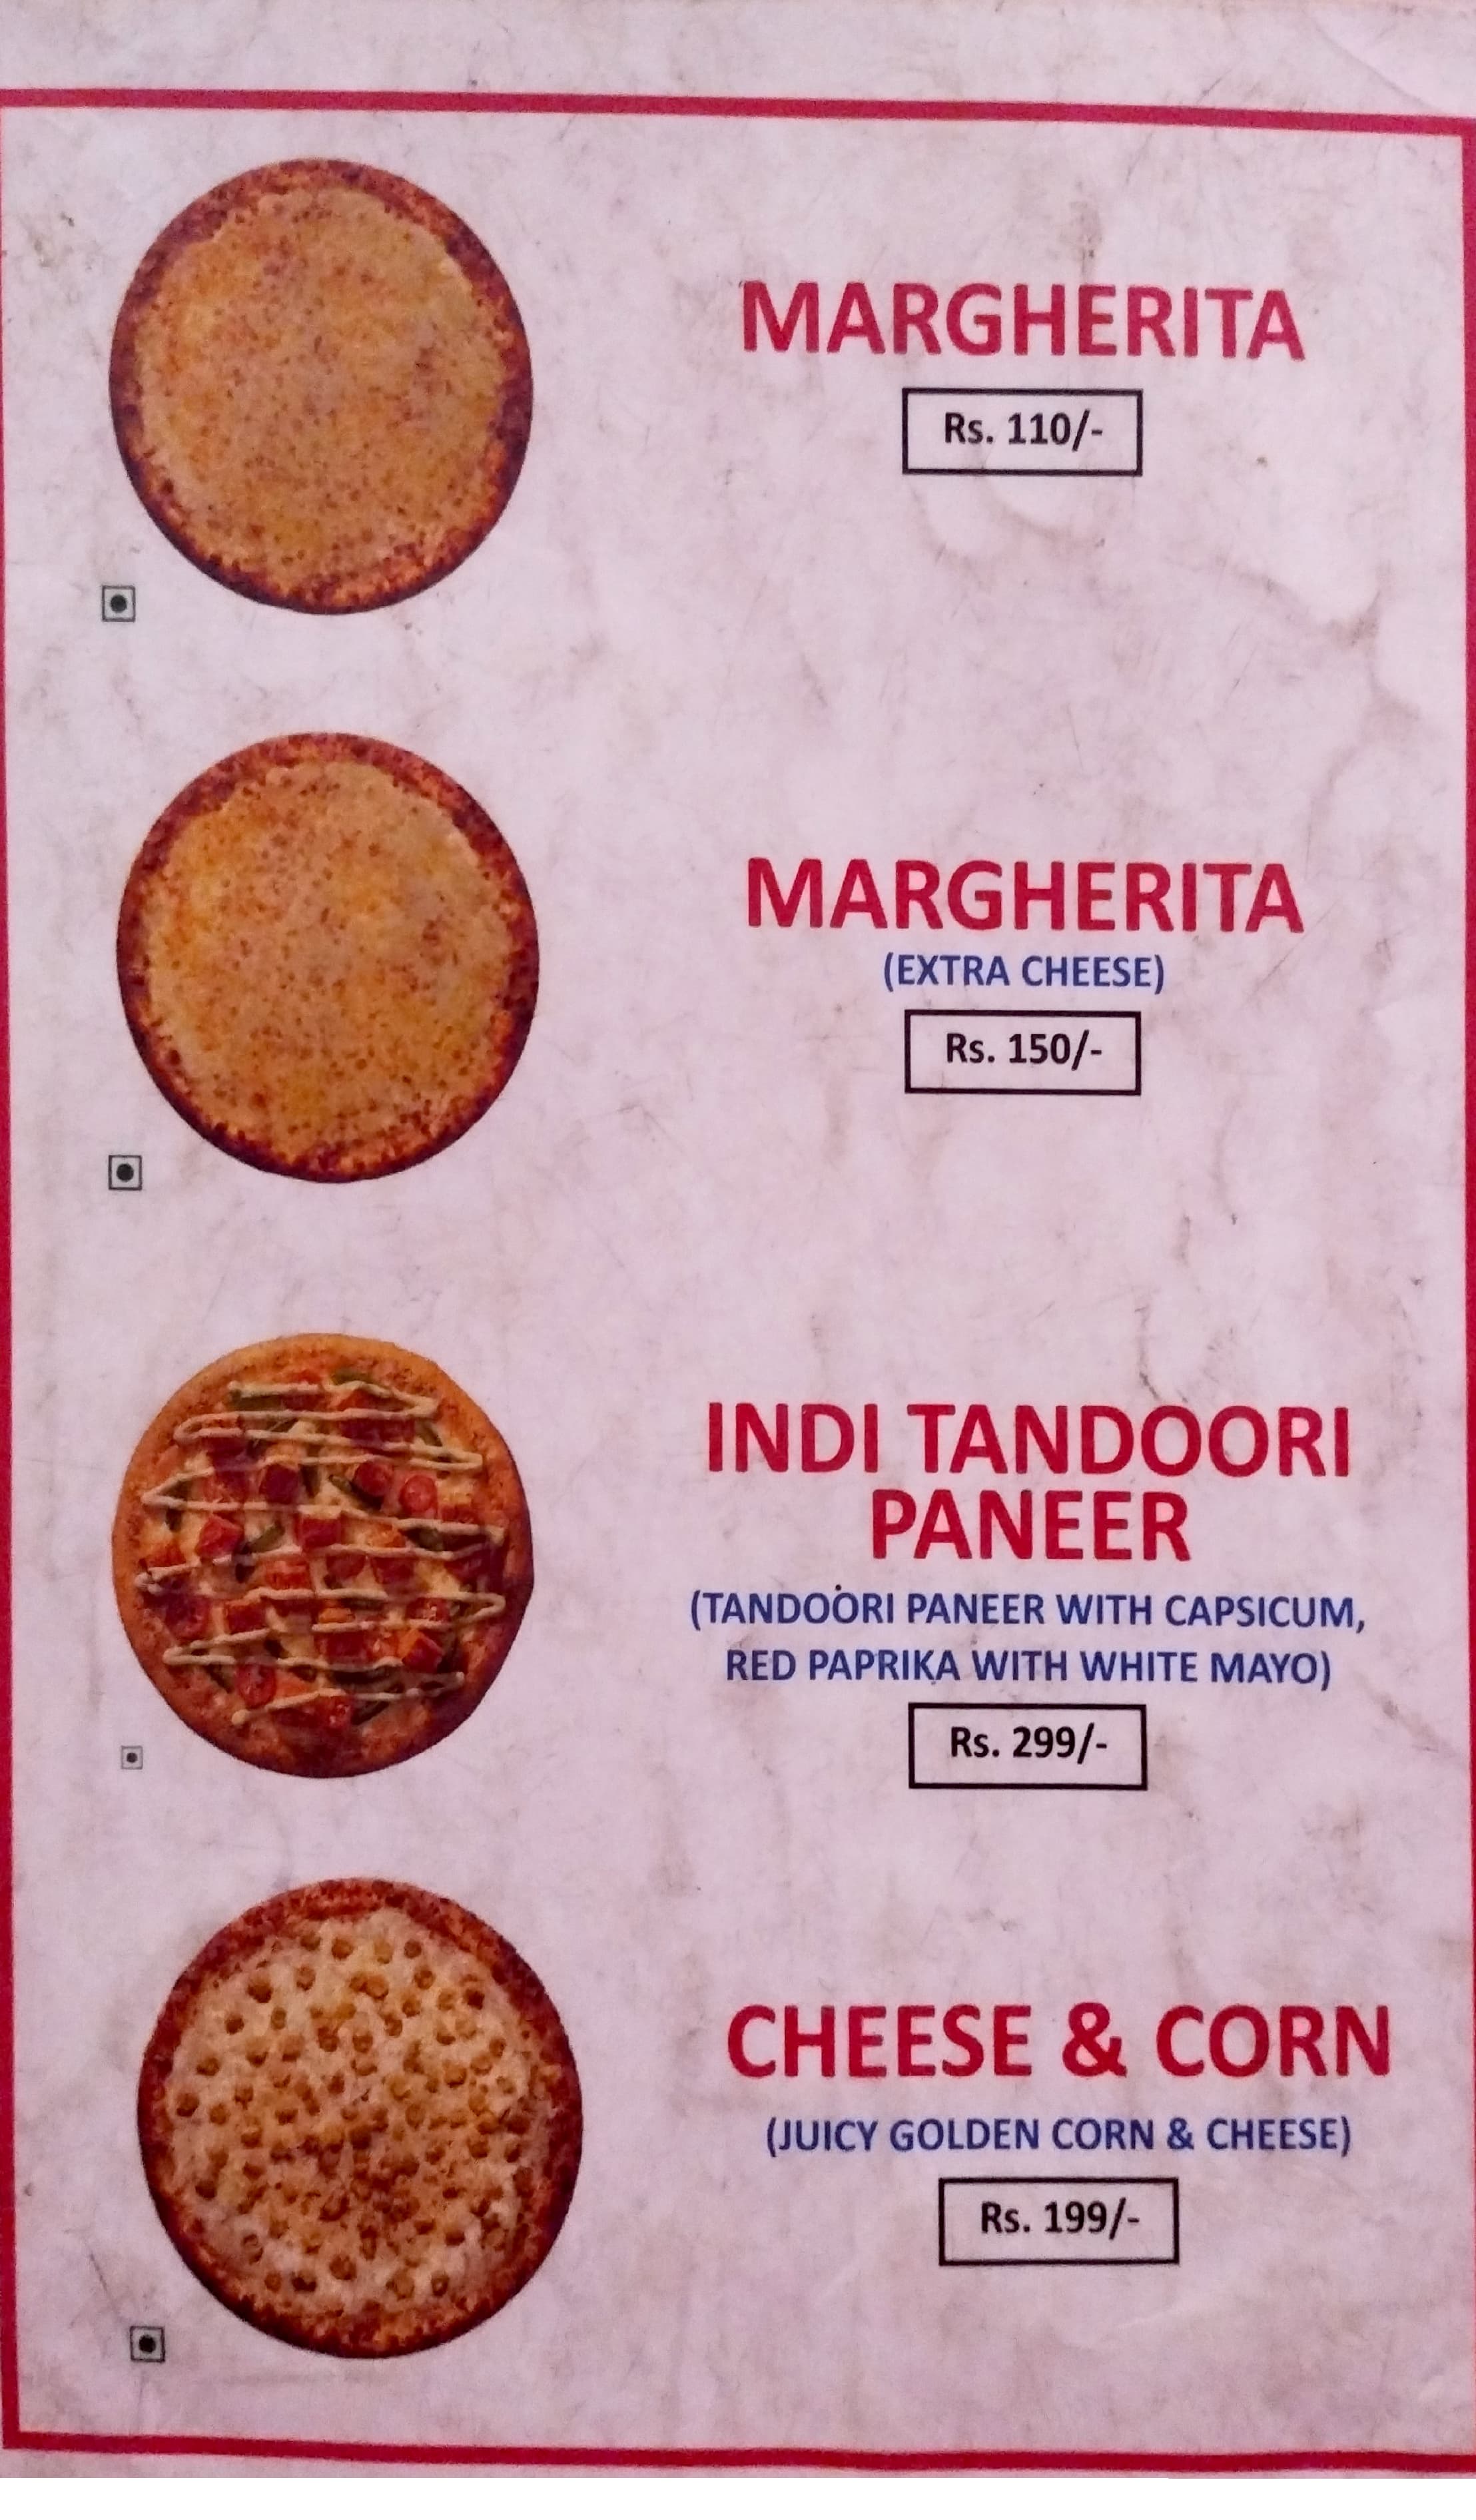 MARGHERITA
Rs. 110/-
MARGHERITA
(EXTRA CHEESE)
Rs. 150/-
INDI TANDOORI
PANEER
(TANDOORI PANEER WITH CAPSICUM,
RED PAPRIKA WITH WHITE MAYO)
Rs. 299/-
CHEESE & CORN
(JUICY GOLDEN CORN & CHEESE)
Rs. 199/-